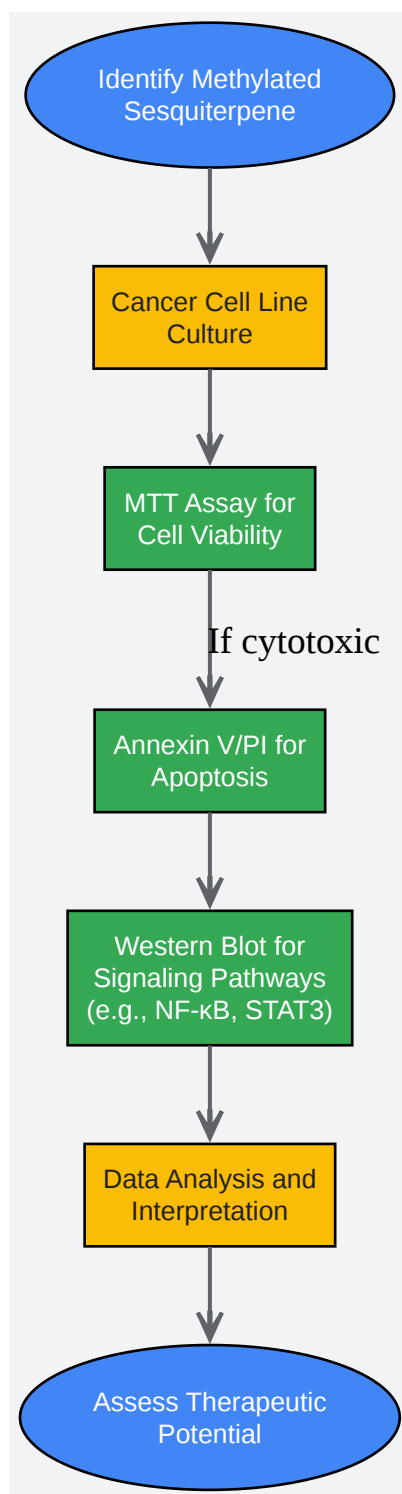 Identify Methylated
Sesquiterpene
Cancer Cell Line
Culture
MTT Assay for
Cell Viability
If cytotoxic
Annexin V/PI for
Apoptosis
Western Blot for
Signaling Pathways
(e.g., NF-κB, STAT3)
Data Analysis and
Interpretation
Assess Therapeutic
Potential